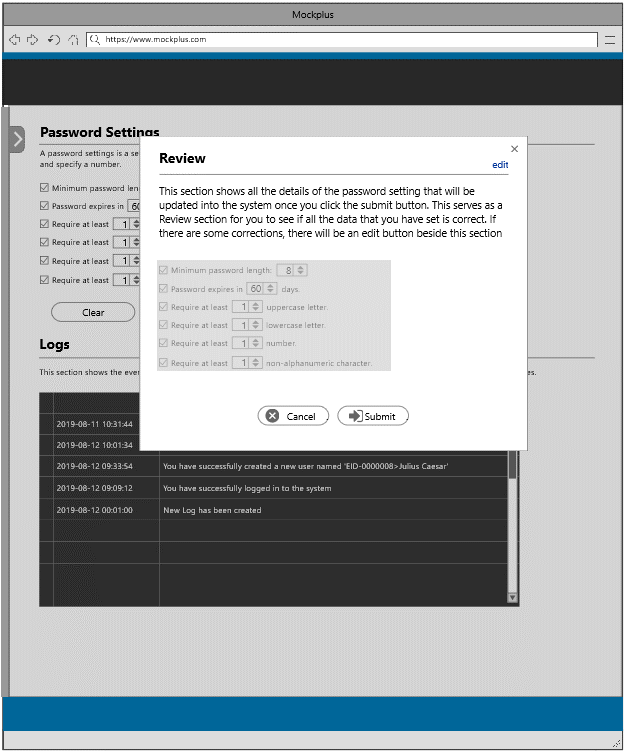 Mockplus
https://www.mockplus.com
Password Settings
A password settings is a se
and specify a number.
Minimum password len
Password expires in 60
Require at least 1
Require at least 1
Require at least 1
Require at least 1
Clear
Logs
This section shows the eve
es.
2019-08-11 10:31:44
2019-08-12 10:01:34
2019-08-12 09:33:54 You have successfully created a new user named 'EID-0000008>Julius Caesar'
2019-08-12 09:09:12 You have successfully logged in to the system
2019-08-12 00:01:00 New Log has been created
Review
edit
This section shows all the details of the password setting that will be
updated into the system once you click the submit button. This serves as a
Review section for you to see if all the data that you have set is correct. If
there are some corrections, there will be an edit button beside this section
Minimum password length: 8
Password expires in 60 days.
Require at least 1 uppercase letter.
Require at least 1 lowercase letter.
Require at least 1 number.
Require at least 1 non-alphanumeric character.
Cancel
Submit